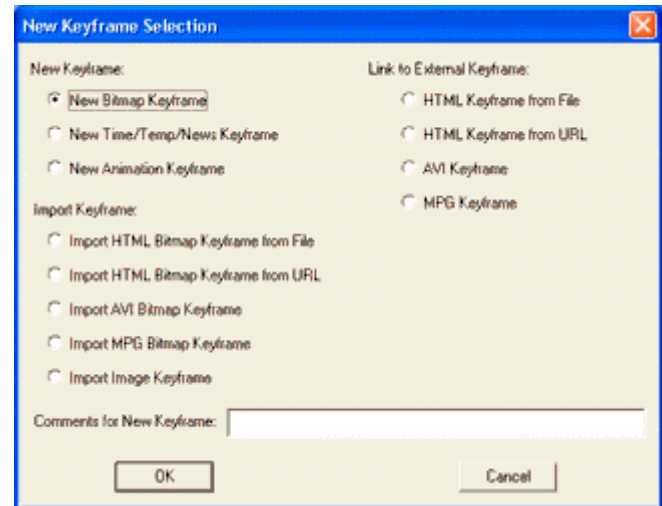 New Keyframe Selection
New Keyframe:
New Bitmap Keyframe
New Time/Temp/News Keyframe
New Animation Keyframe
Import Keyframe:
Import HTML Bitmap Keyframe from File
Import HTML Bitmap Keyframe from URL
Import AVI Bitmap Keyframe
Import MPG Bitmap Keyframe
Import Image Keyframe
Link to External Keyframe:
HTML Keyframe from File
HTML Keyframe from URL
AVI Keyframe
MPG Keyframe
Comments for New Keyframe:
OK
Cancel